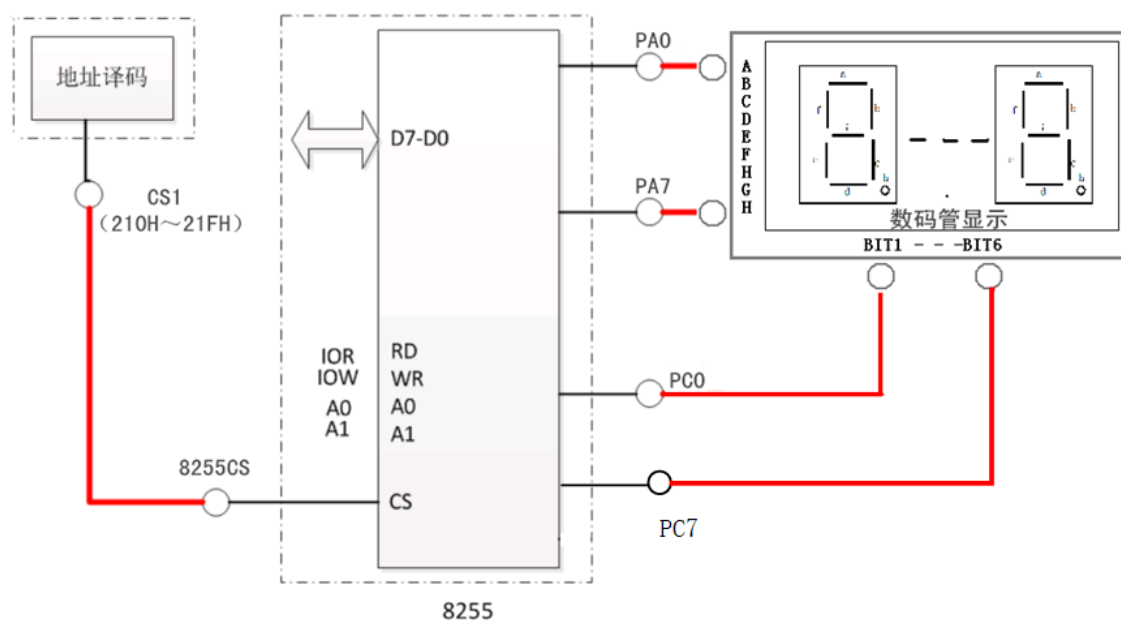 地址译码
CS1
(210H～21FH)
8255CS
D7-D0
IOR
IOW
A0
A1
RD
WR
A0
A1
CS
8255
PA0
PA7
PC0
PC7
A
B
C
D
E
F
H
G
H
a
f
b
d
c
h
a
b
d
c
h
数码管显示
BIT1 - - -BIT6